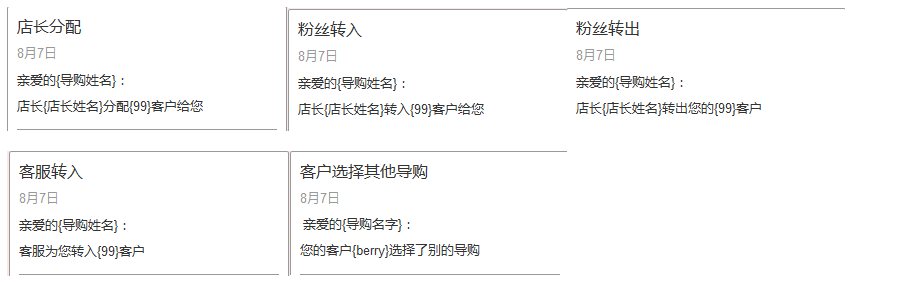 店长分配
8月7日
亲爱的{导购姓名}：
店长{店长姓名}分配{99}客户给您
粉丝转入
8月7日
亲爱的{导购姓名}：
店长{店长姓名}转入{99}客户给您
粉丝转出
8月7日
亲爱的{导购姓名}：
店长{店长姓名}转出您的{99}客户
客服转入
8月7日
亲爱的{导购姓名}：
客服为您转入{99}客户
客户选择其他导购
8月7日
亲爱的{导购名字}：
您的客户{berry}选择了别的导购